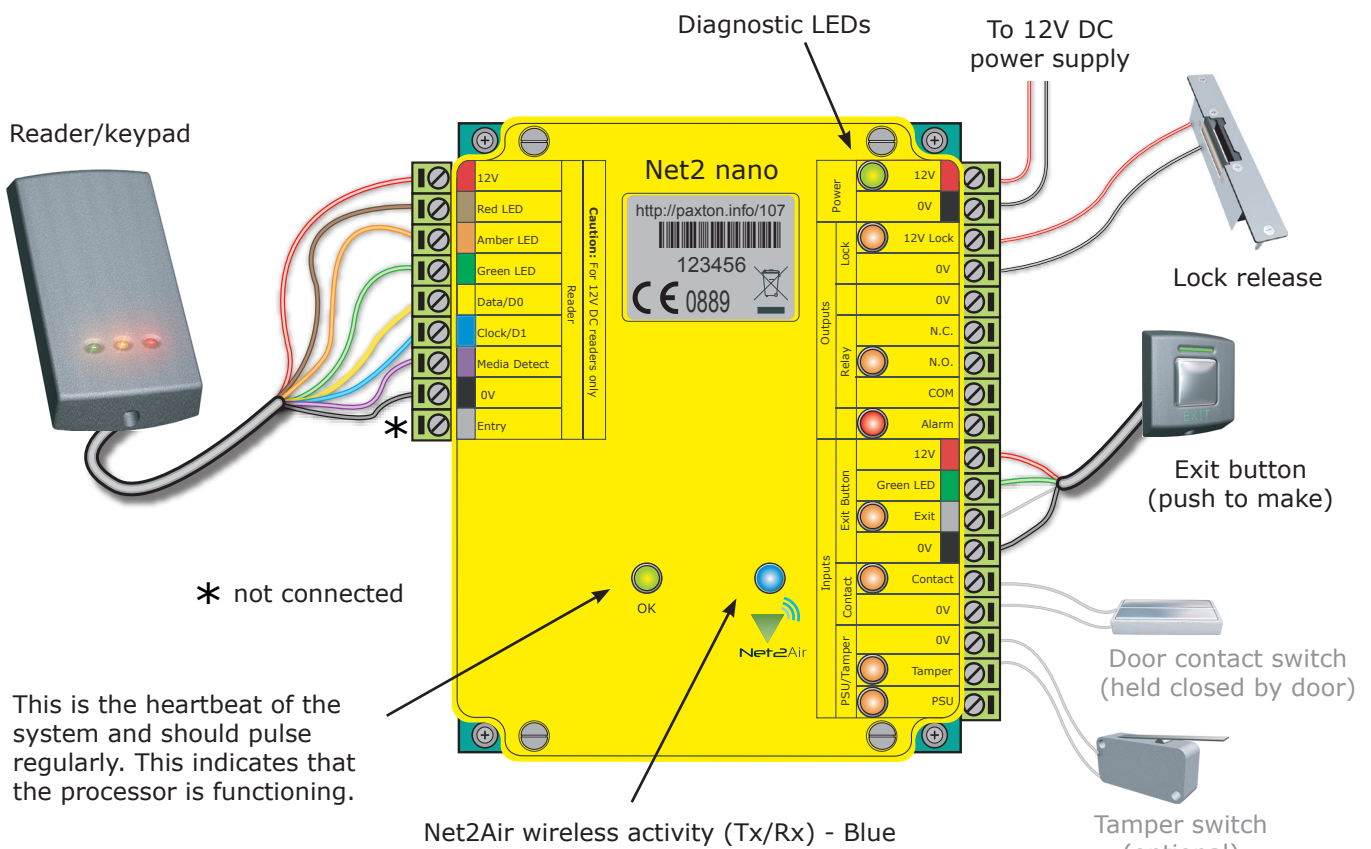 Diagnostic LEDs
To 12V DC
power supply
Reader/keypad
Lock release
Exit button
(push to make)
Door contact switch
(held closed by door)
Tamper switch
(optional)
Net2 nano
http://paxton.info/107
123456
CE 0889
12V
Red LED
Amber LED
Green LED
Data/D0
Clock/D1
Media Detect
0V
Entry
Reader
Caution: For 12V DC readers only
*
Power
12V
0V
Outputs
Lock
12V Lock
0V
Relay
0V
N.C.
N.O.
COM
Alarm
Inputs
Exit Button
12V
Green LED
Exit
0V
Contact
Contact
0V
PSU/Tamper
0V
Tamper
PSU
EXIT
OK
Net2Air
* not connected
This is the heartbeat of the
system and should pulse
regularly. This indicates that
the processor is functioning.
Net2Air wireless activity (Tx/Rx) - Blue